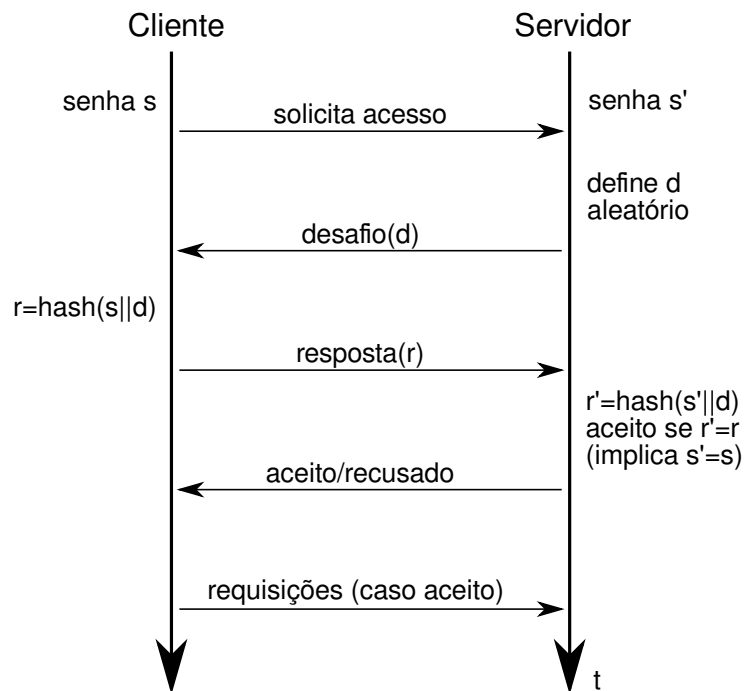 Cliente
Servidor
senha s
senha s'
solicita acesso
define d
aleatório
desafio(d)
r=hash(s||d)
resposta(r)
r'=hash(s'||d)
aceito se r'=r
(implica s'=s)
aceito/recusado
requisições (caso aceito)
t